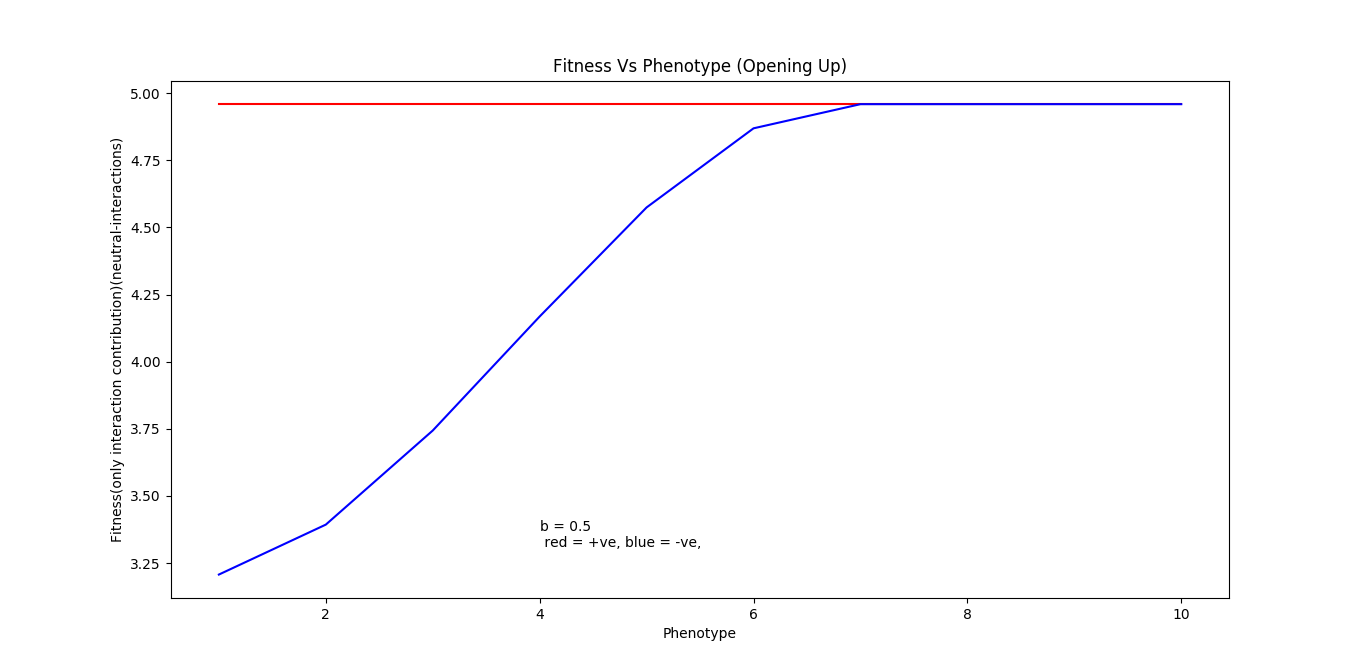 Fitness Vs Phenotype (Opening Up)
Fitness(only interaction contribution)(neutral-interactions)
5.00
4.75
4.50
4.25
4.00
3.75
3.50
3.25
b = 0.5
red = +ve, blue = -ve,
2 4 6 8 10
Phenotype